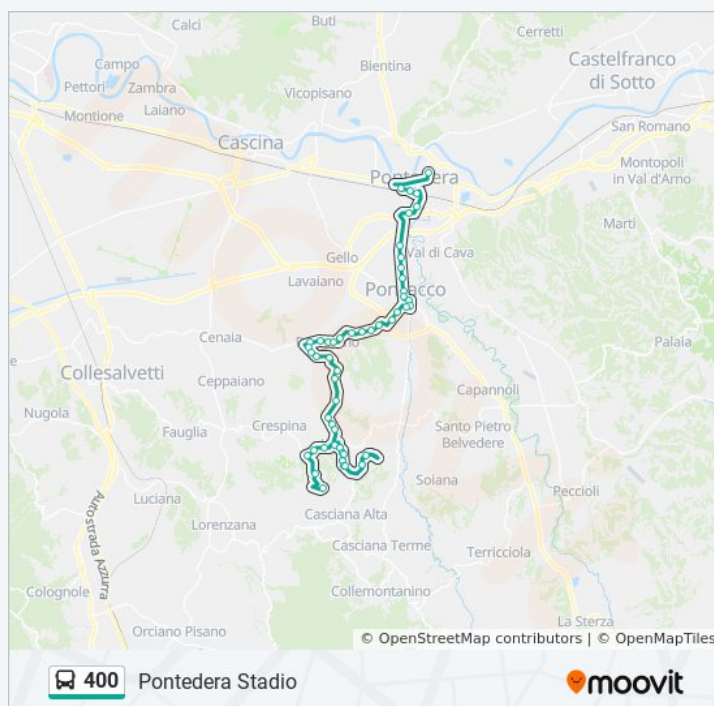 Buti
Calci
Cerretti
Campo
Bientina
Castelfranco
di Sotto
Pettori
Zambra
Vicopisano
Laiano
Montione
San Romano
Cascina
Montopoli
in Val d'Arno
Pontedera
Marti
Val di Cava
Gello
Lavaiano
Ponsacco
Cenaia
Palaia
Collesalvetti
Ceppaiano
Capannoli
Nugola
Crespina
Santo Pietro
Belvedere
Fauglia
Soiana
Peccioli
Luciana
Casciana Alta
Lorenzana
Autostrada Azzurra
Casciana Terme
Terricciola
Colognole
Collemontanino
La Sterza
Orciano Pisano
© OpenStreetMap contributors | © OpenMapTiles
400 Pontedera Stadio
moovit